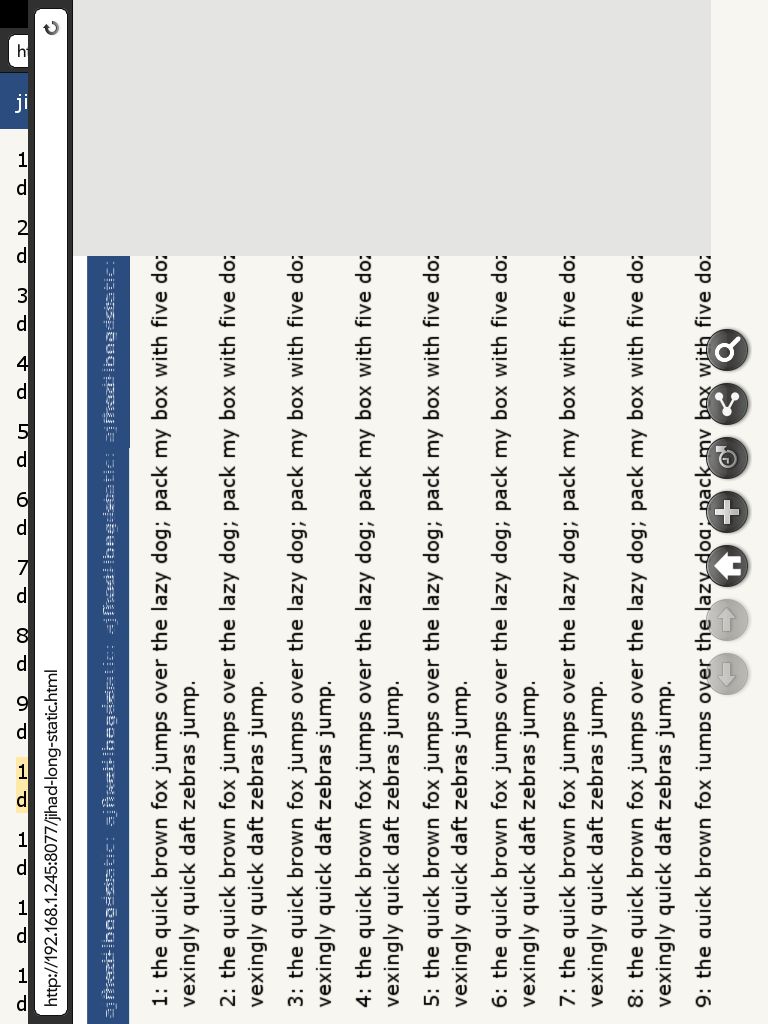 http://192.168.1.245:8077/jihad-long-static.html
1: the quick brown fox jumps over the lazy dog; pack my box with five
vexingly quick daft zebras jump.
2: the quick brown fox jumps over the lazy dog; pack my box with five
vexingly quick daft zebras jump.
3: the quick brown fox jumps over the lazy dog; pack my box with five
vexingly quick daft zebras jump.
4: the quick brown fox jumps over the lazy dog; pack my box with five
vexingly quick daft zebras jump.
5: the quick brown fox jumps over the lazy dog; pack my box with five
vexingly quick daft zebras jump.
6: the quick brown fox jumps over the lazy dog; pack my box with five
vexingly quick daft zebras jump.
7: the quick brown fox jumps over the lazy dog; pack my box with five
vexingly quick daft zebras jump.
8: the quick brown fox jumps over the lazy dog; pack my box with five
vexingly quick daft zebras jump.
9: the quick brown fox jumps over the lazy dog; pack my box with five